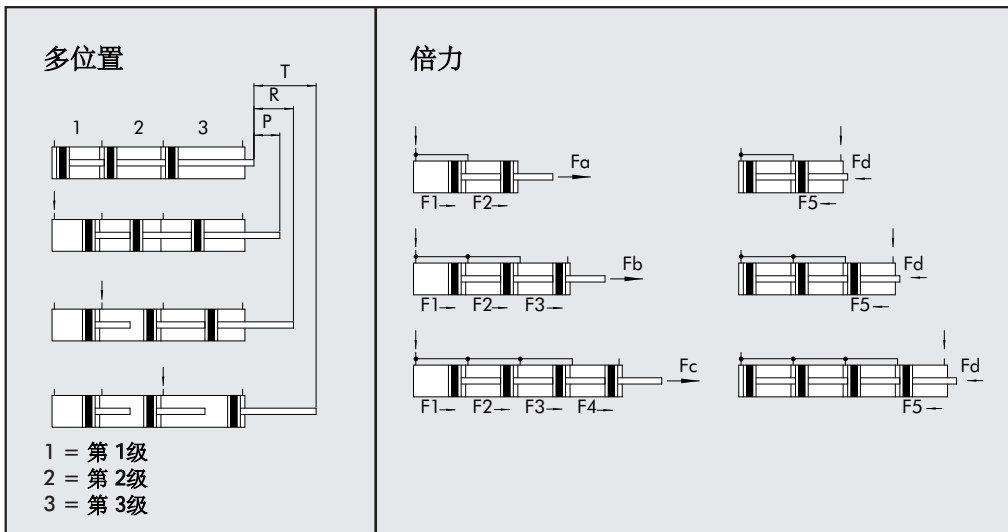 多位置
T
R
P
1 2 3
1 = 第 1级
2 = 第 2级
3 = 第 3级
倍力
Fa
F1 F2
Fd
F5
Fb
F1 F2 F3
Fd
F5
Fc
F1 F2 F3 F4
Fd
F5